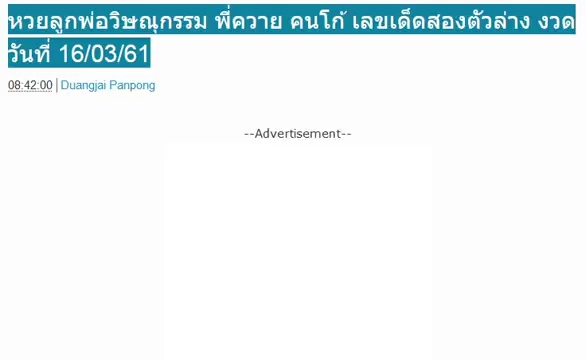 หวยลูกพ่อวิษณุกรรม พี่ควาย คนโก้ เลขเด็ดสองตัวล่าง งวด
วันที่ 16/03/61
08:42:00 | Duangjai Panpong
--Advertisement--